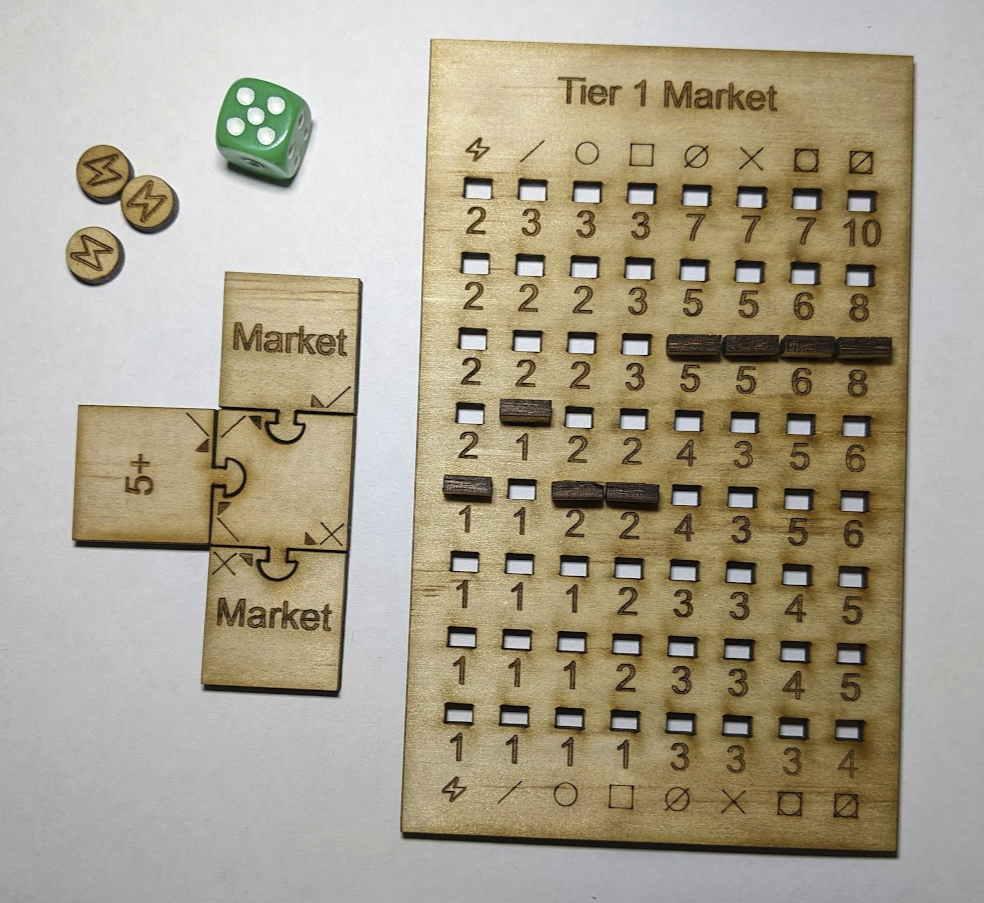 Tier 1 Market
2 3 3 3 7 7 7 10
2 2 2 3 5 5 6 8
2 2 2 3 5 5 6 8
2 1 2 2 4 3 5 6
1 1 2 2 4 3 5 6
1 1 1 2 3 3 4 5
1 1 1 2 3 3 4 5
1 1 1 1 3 3 3 4
Market
5+
Market